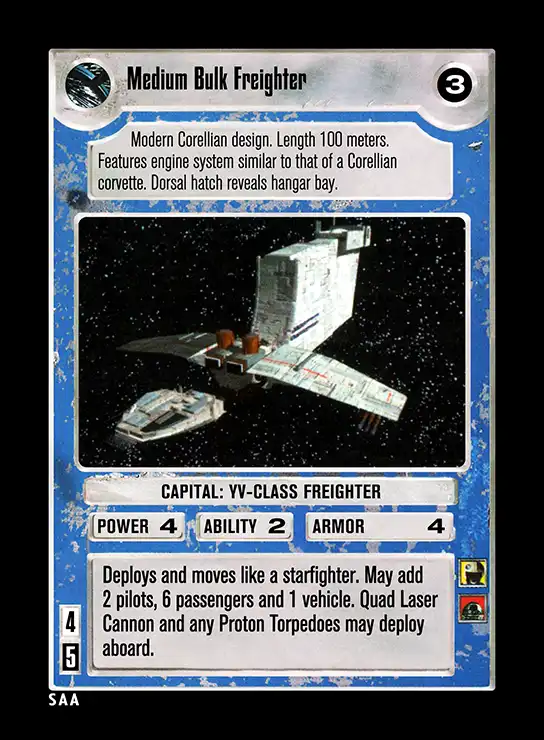 Medium Bulk Freighter
3
Modern Corellian design. Length 100 meters.
Features engine system similar to that of a Corellian
corvette. Dorsal hatch reveals hangar bay.
CAPITAL: YV-CLASS FREIGHTER
POWER 4 ABILITY 2 ARMOR 4
Deploys and moves like a starfighter. May add
2 pilots, 6 passengers and 1 vehicle. Quad Laser
Cannon and any Proton Torpedoes may deploy
aboard.
4
5
SAA